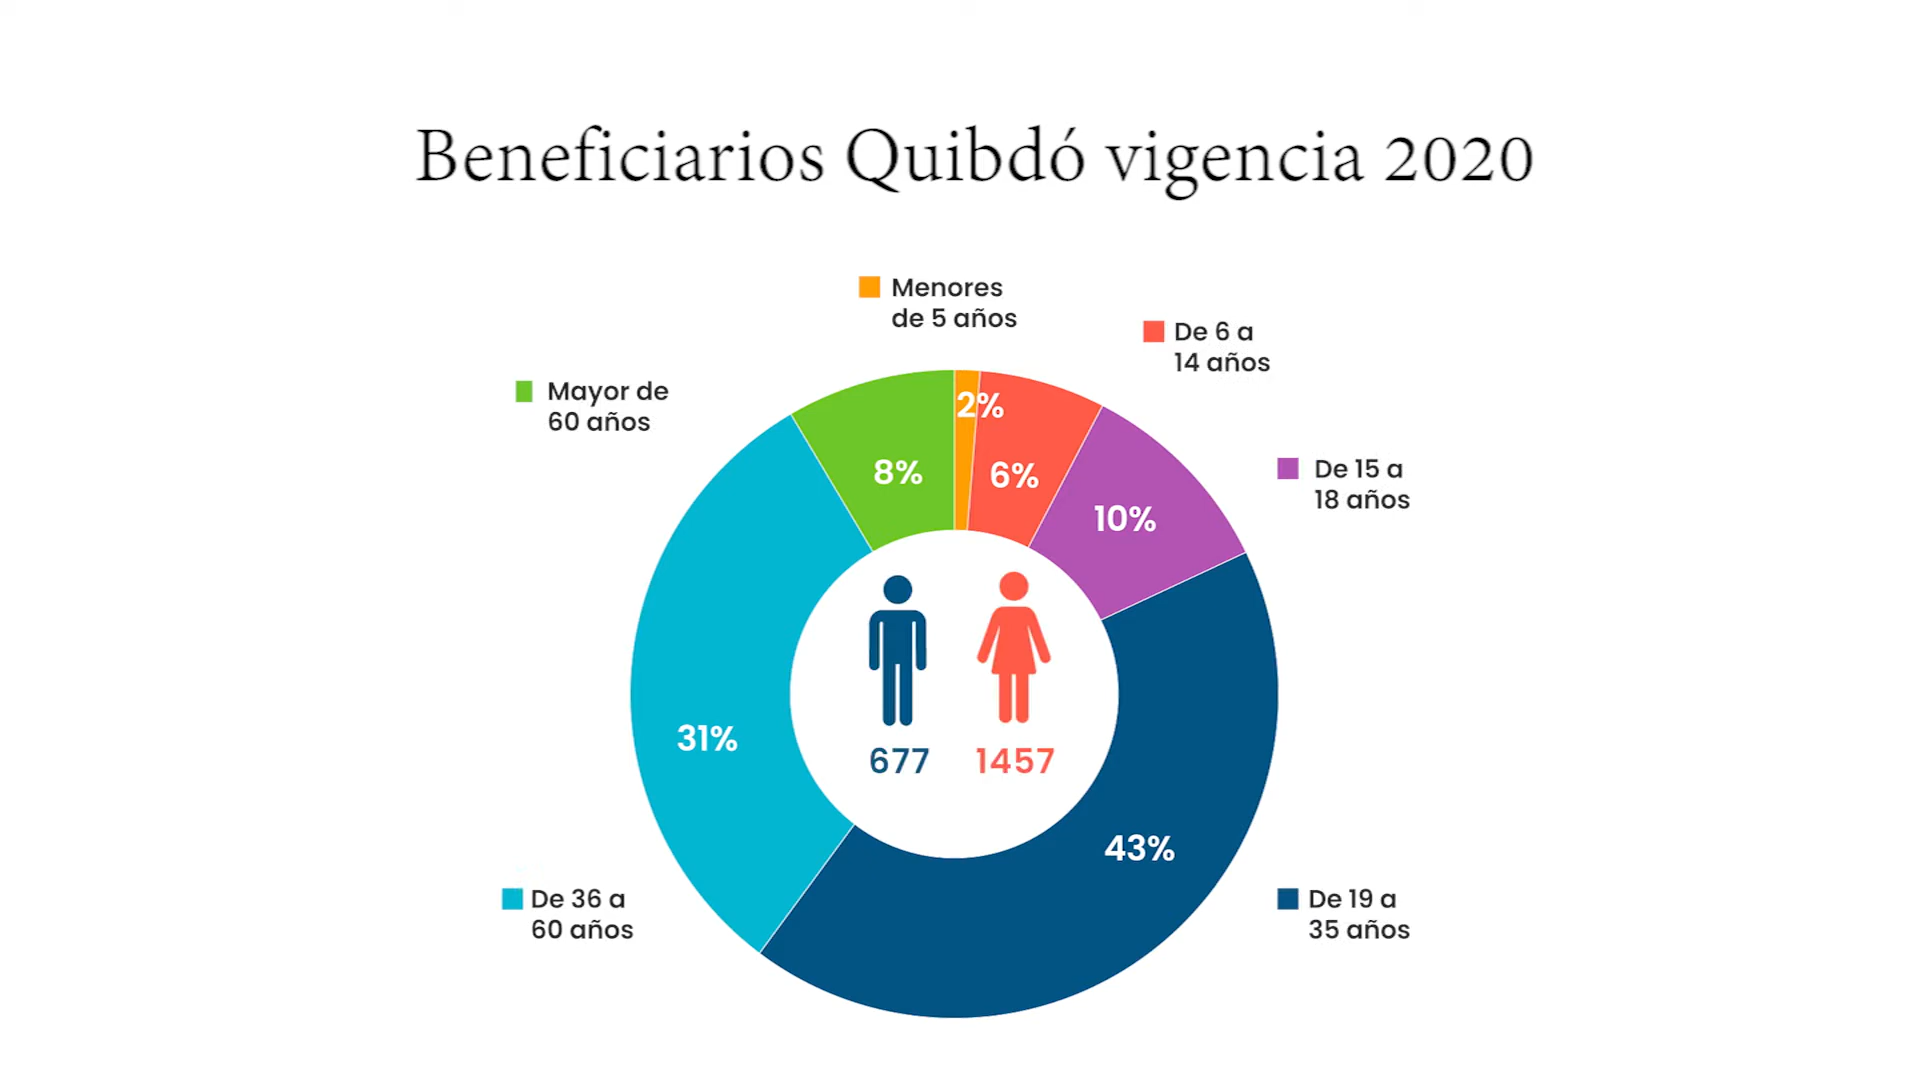 Beneficiarios Quibdó vigencia 2020
Menores
de 5 años
De 6 a
14 años
Mayor de
60 años
2%
8%
6%
De 15 a
18 años
10%
31%
677
1457
43%
De 36 a
60 años
De 19 a
35 años